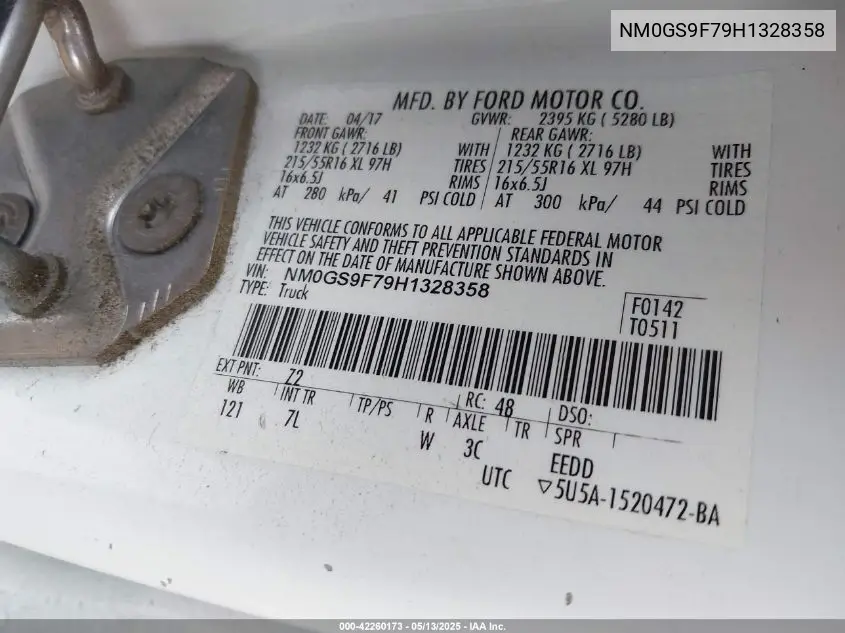 NM0GS9F79H1328358
MFD. BY FORD MOTOR CO.
DATE: 04/17 GVWR: 2395 KG ( 5280 LB)
FRONT GAWR: REAR GAWR:
1232 KG ( 2716 LB) WITH 1232 KG ( 2716 LB) WITH
215/55R16 XL 97H TIRES 215/55R16 XL 97H TIRES
16x6.5J RIMS 16x6.5J RIMS
AT 280 kPa/ 41 PSI COLD AT 300 kPa/ 44 PSI COLD
THIS VEHICLE CONFORMS TO ALL APPLICABLE FEDERAL MOTOR
VEHICLE SAFETY AND THEFT PREVENTION STANDARDS IN
EFFECT ON THE DATE OF MANUFACTURE SHOWN ABOVE.
VIN: NM0GS9F79H1328358
TYPE: Truck
F0142
T0511
EXT PNT: Z2 RC: 48 DSO:
WB INT TR TP/PS R AXLE TR SPR
121 7L W 3C EEDD
UTC ▽5U5A-1520472-BA
000-42260173 - 05/13/2025 - IAA Inc.